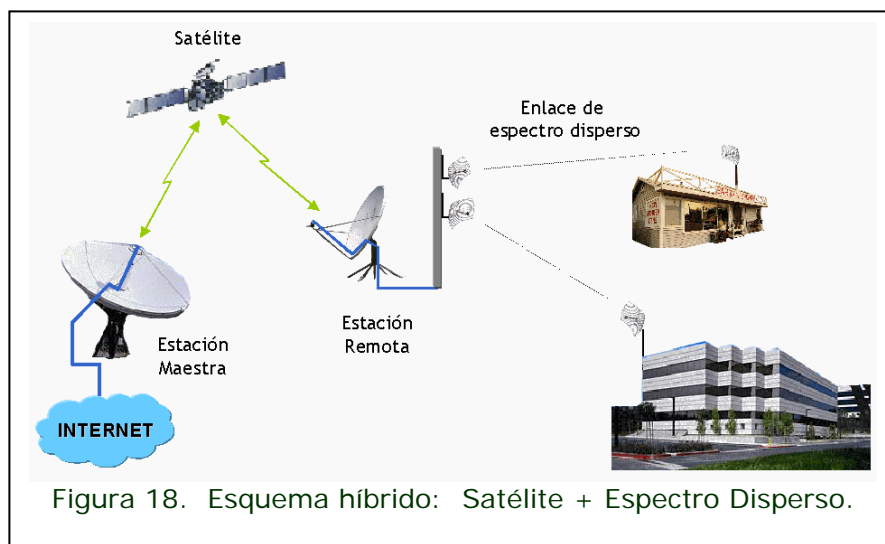 Satélite
Enlace de
espectro disperso
Estación
Maestra
Estación
Remota
INTERNET
Figura 18. Esquema híbrido: Satélite + Espectro Disperso.